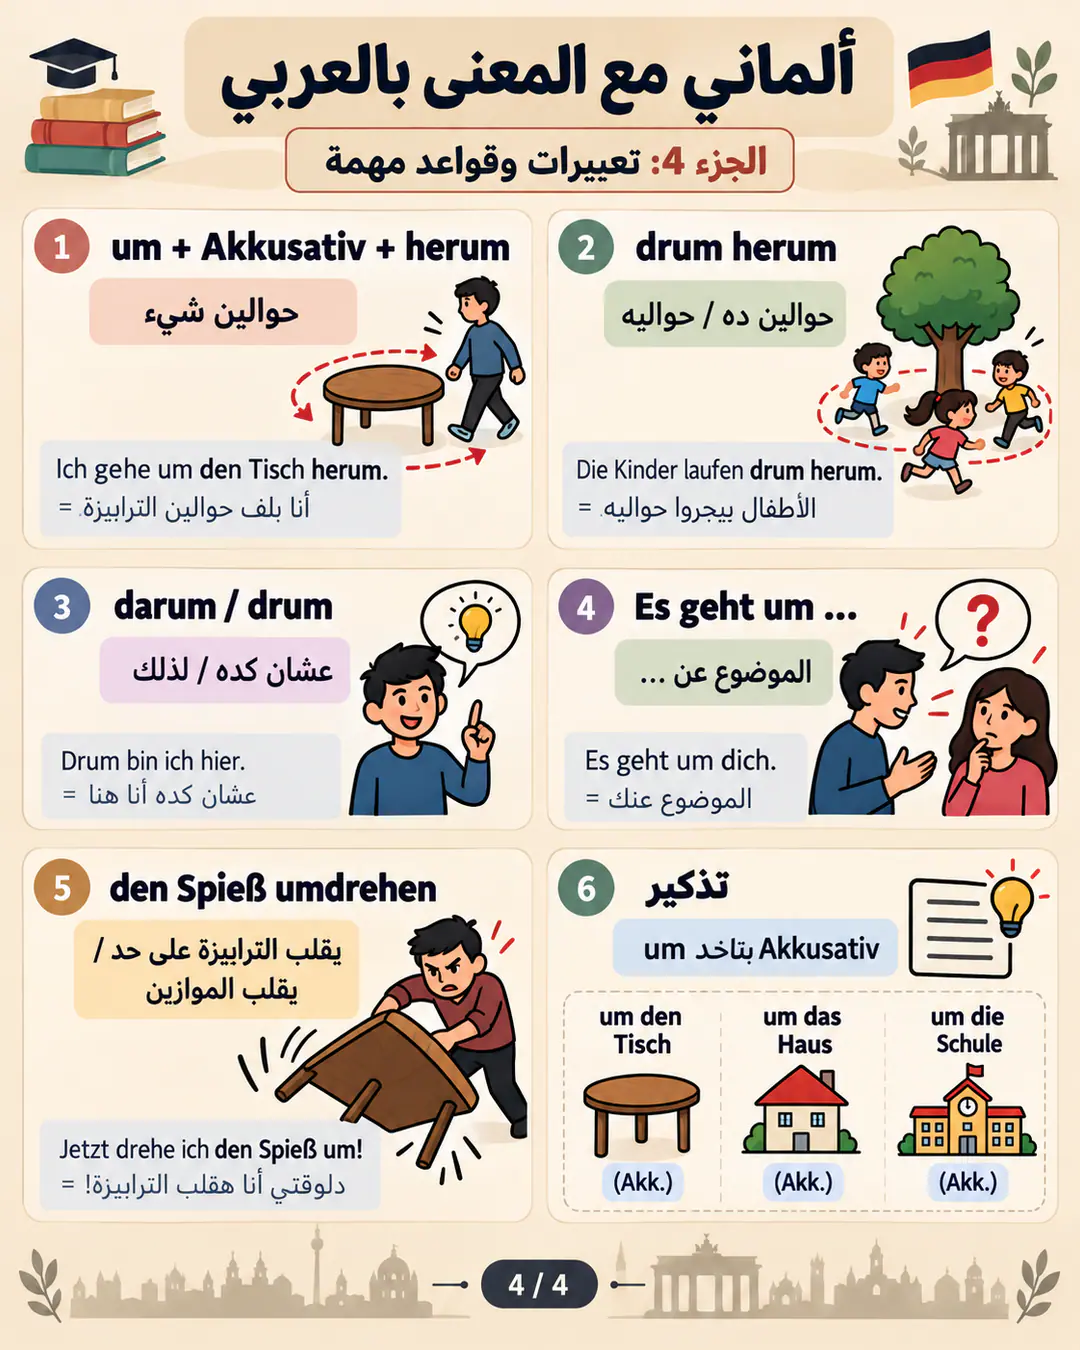 ألماني مع المعنى بالعربي
الجزء 4: تعبيرات وقواعد مهمة
1
um + Akkusativ + herum
حوالين شيء
Ich gehe um den Tisch herum.
= أنا بلف حوالين الترابيزة.
2
drum herum
حوالين ده / حواليه
Die Kinder laufen drum herum.
= الأطفال بيجروا حواليه.
3
darum / drum
عشان كده / لذلك
Drum bin ich hier.
= عشان كده أنا هنا
4
Es geht um ...
الموضوع عن ...
?
Es geht um dich.
= الموضوع عنك
5
den Spieß umdrehen
يقلب الترابيزة على حد /
يقلب الموازين
Jetzt drehe ich den Spieß um!
= دلوقتي أنا هقلب الترابيزة!
6
تذكير
um بتاخد Akkusativ
um den
Tisch
(Akk.)
um das
Haus
(Akk.)
um die
Schule
(Akk.)
4 / 4